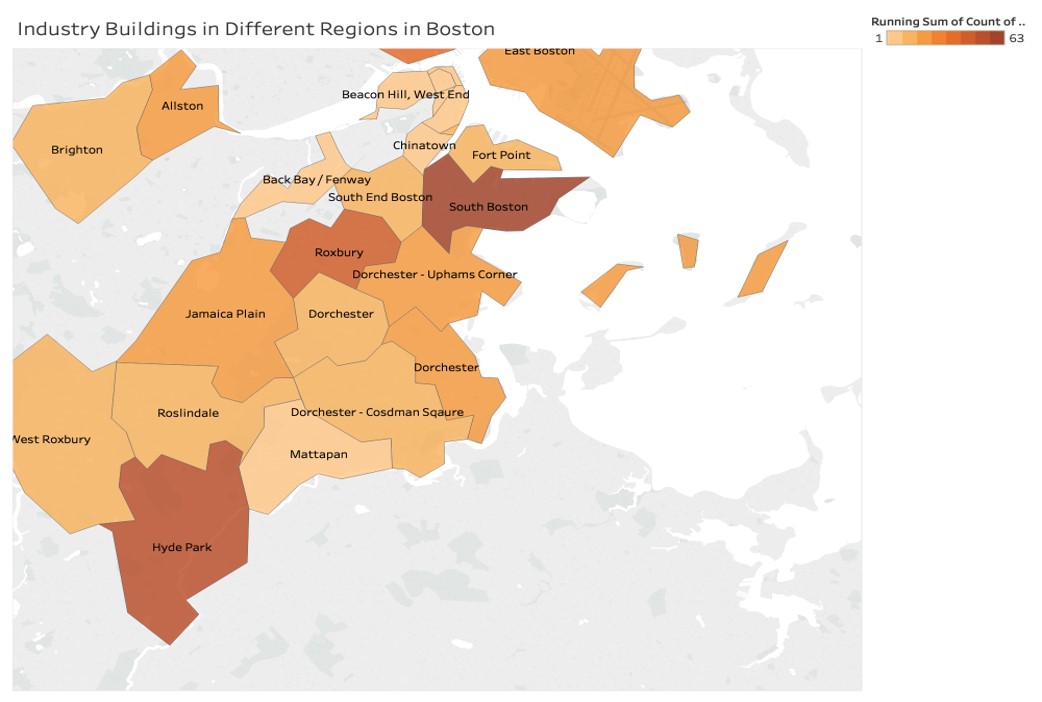 Industry Buildings in Different Regions in Boston
Running Sum of Count of ..
1 63
East Boston
Beacon Hill, West End
Allston
Chinatown
Brighton
Fort Point
Back Bay / Fenway
South End Boston
South Boston
Roxbury
Dorchester - Uphams Corner
Jamaica Plain
Dorchester
Dorchester
Roslindale
Dorchester - Cosdman Sqaure
West Roxbury
Mattapan
Hyde Park